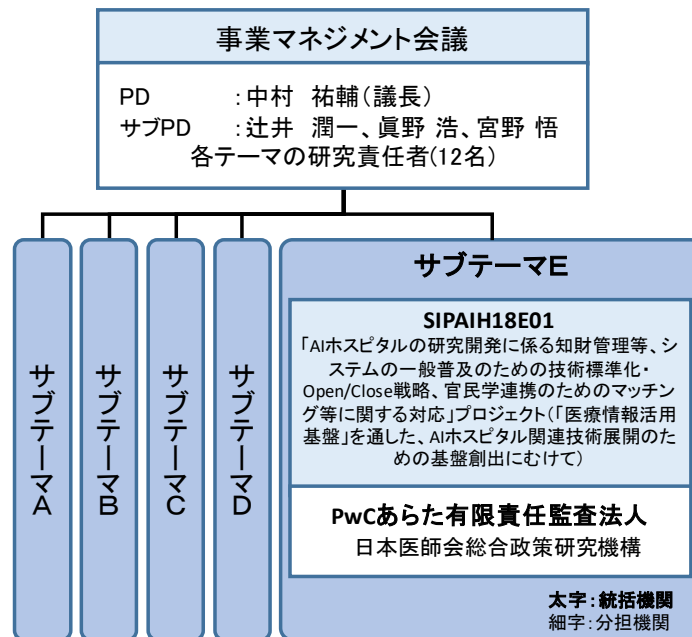 事業マネジメント会議
PD :中村 祐輔(議長)
サブPD :辻井 潤一、眞野 浩、宮野 悟
各テーマの研究責任者(12名)
サブテーマA
サブテーマB
サブテーマC
サブテーマD
サブテーマE
SIPAIH18E01
「AIホスピタルの研究開発に係る知財管理等、シ
ステムの一般普及のための技術標準化・
Open/Close戦略、官民学連携のためのマッチン
グ等に関する対応」プロジェクト(「医療情報活用
基盤」を通した、AIホスピタル関連技術展開のた
めの基盤創出にむけて)
PwCあらた有限責任監査法人
日本医師会総合政策研究機構
太字:統括機関
細字:分担機関